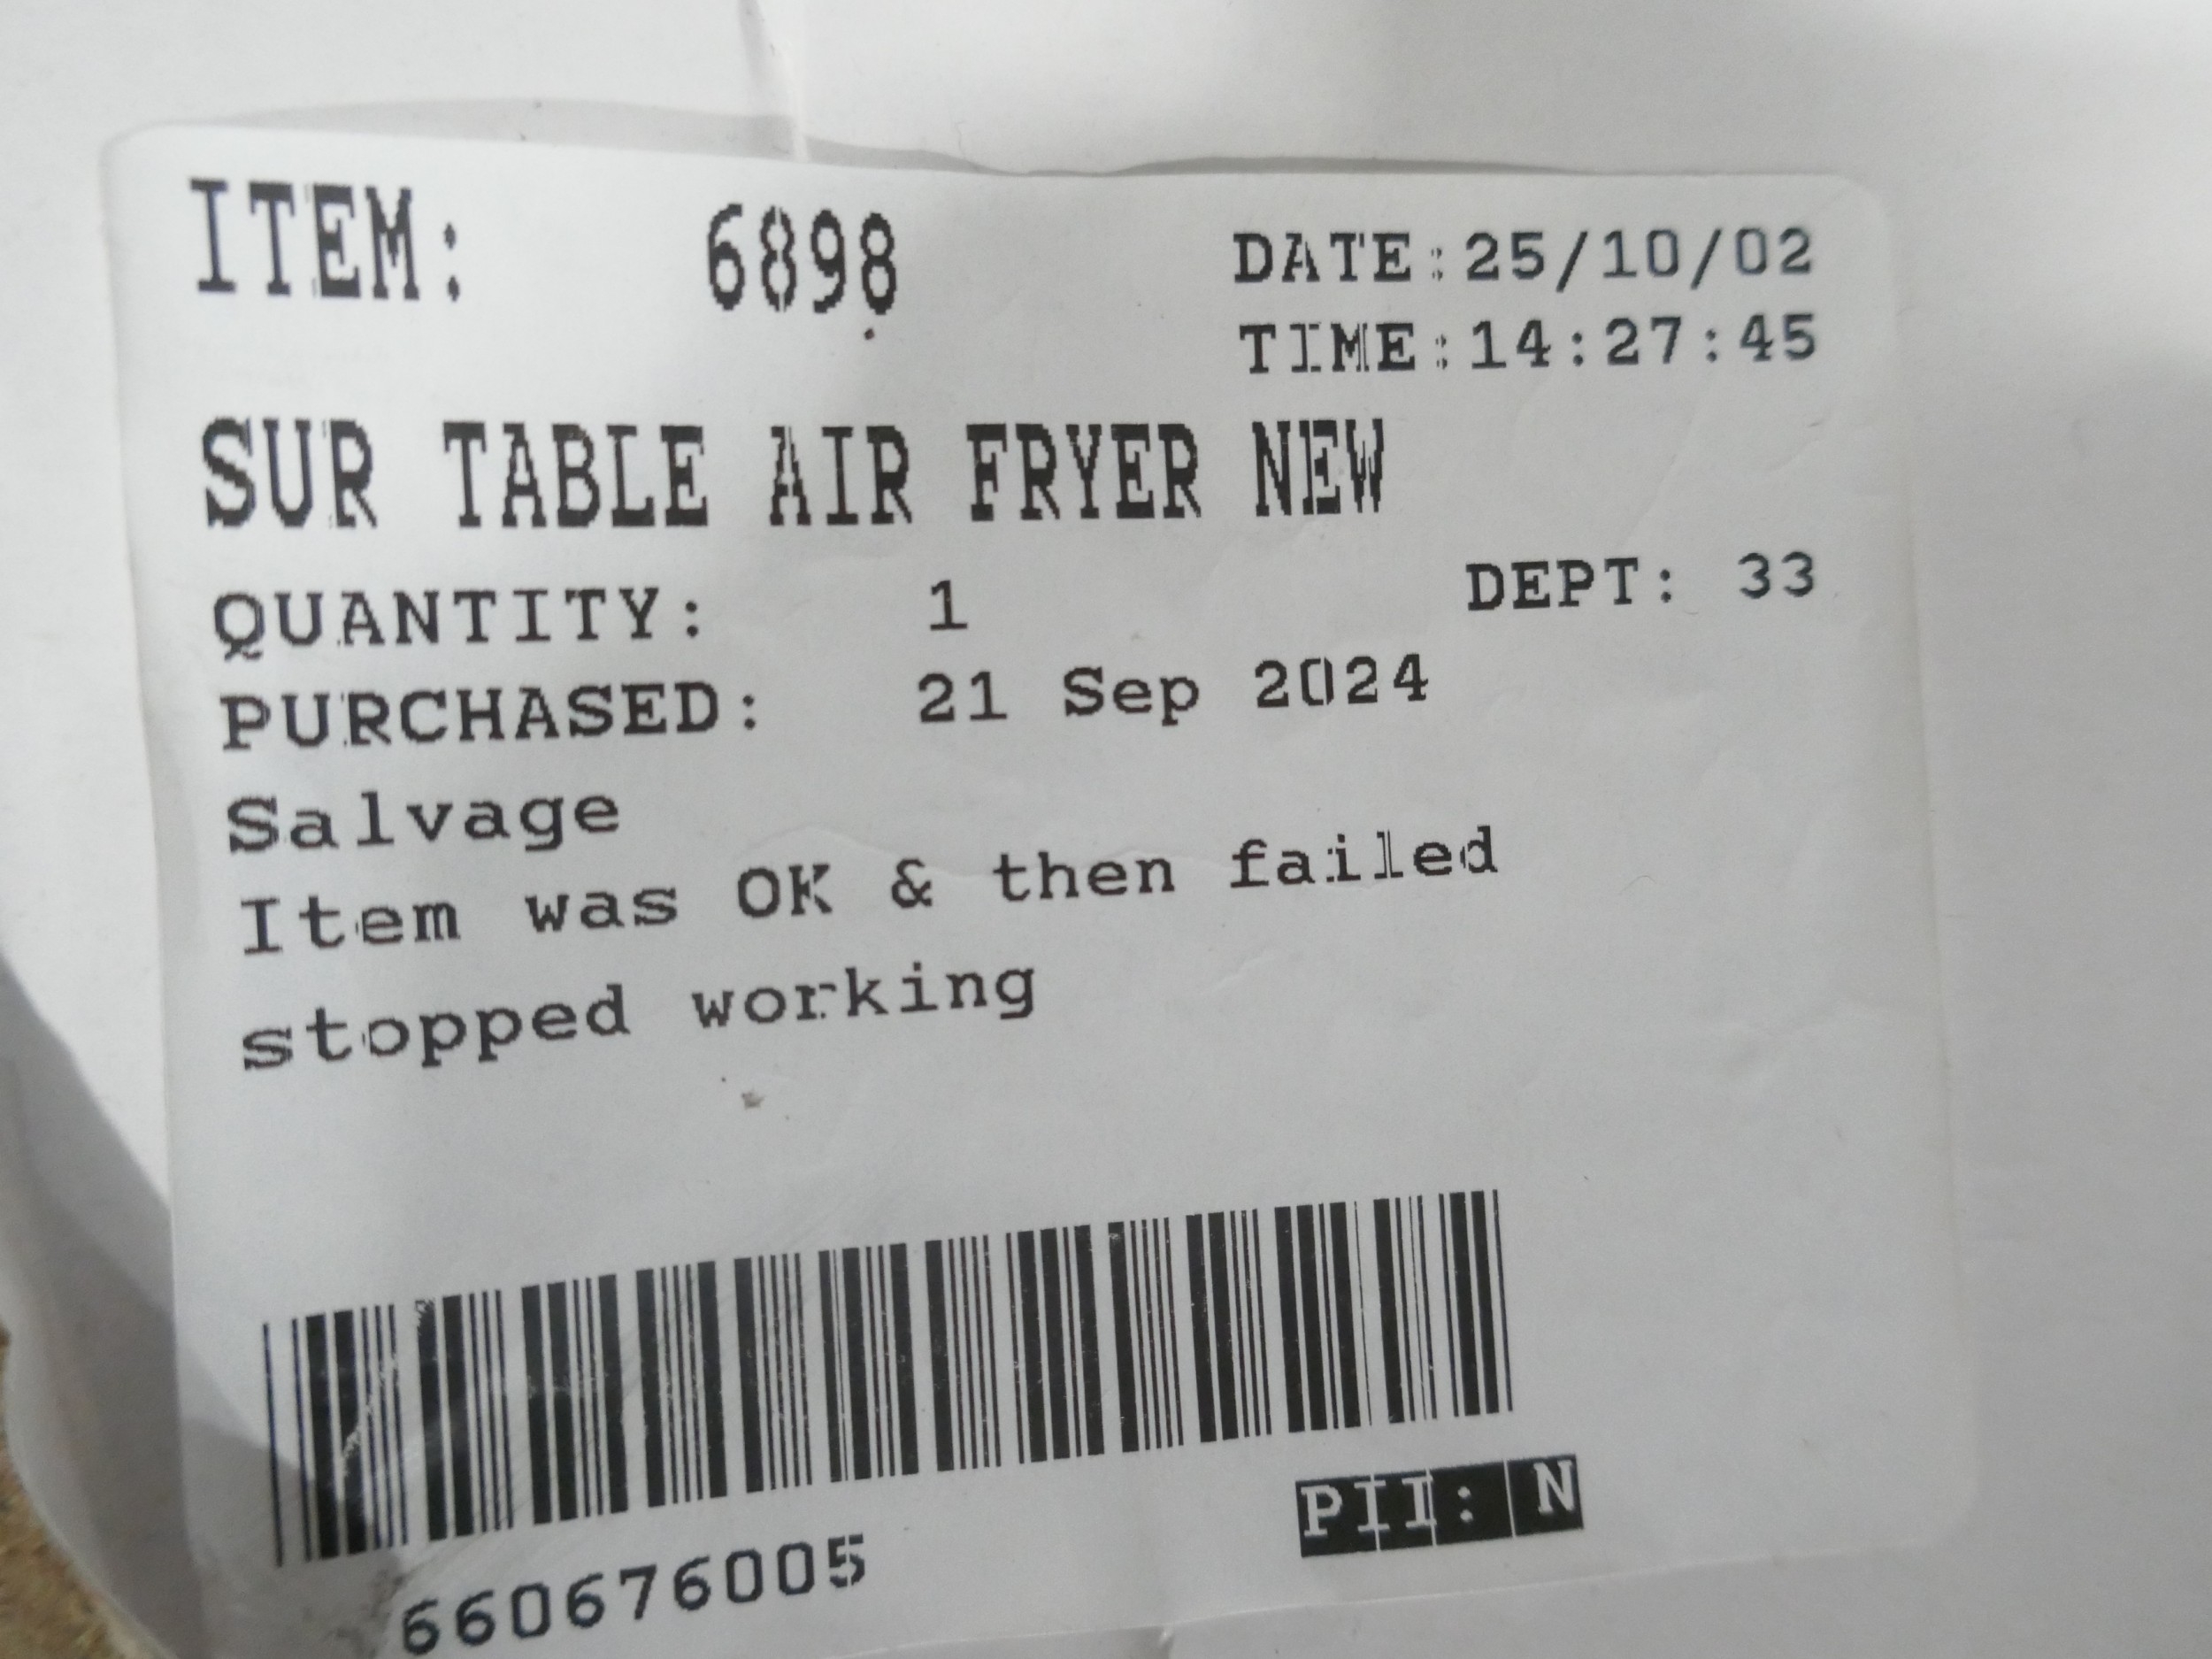 ITEM: 6898
DATE:25/10/02
TIME:14:27:45
SUR TABLE AIR FRYER NEW
QUANTITY: 1
DEPT: 33
PURCHASED: 21 Sep 2024
Salvage
Item was OK & then failed
stopped working
PII: N
660676005